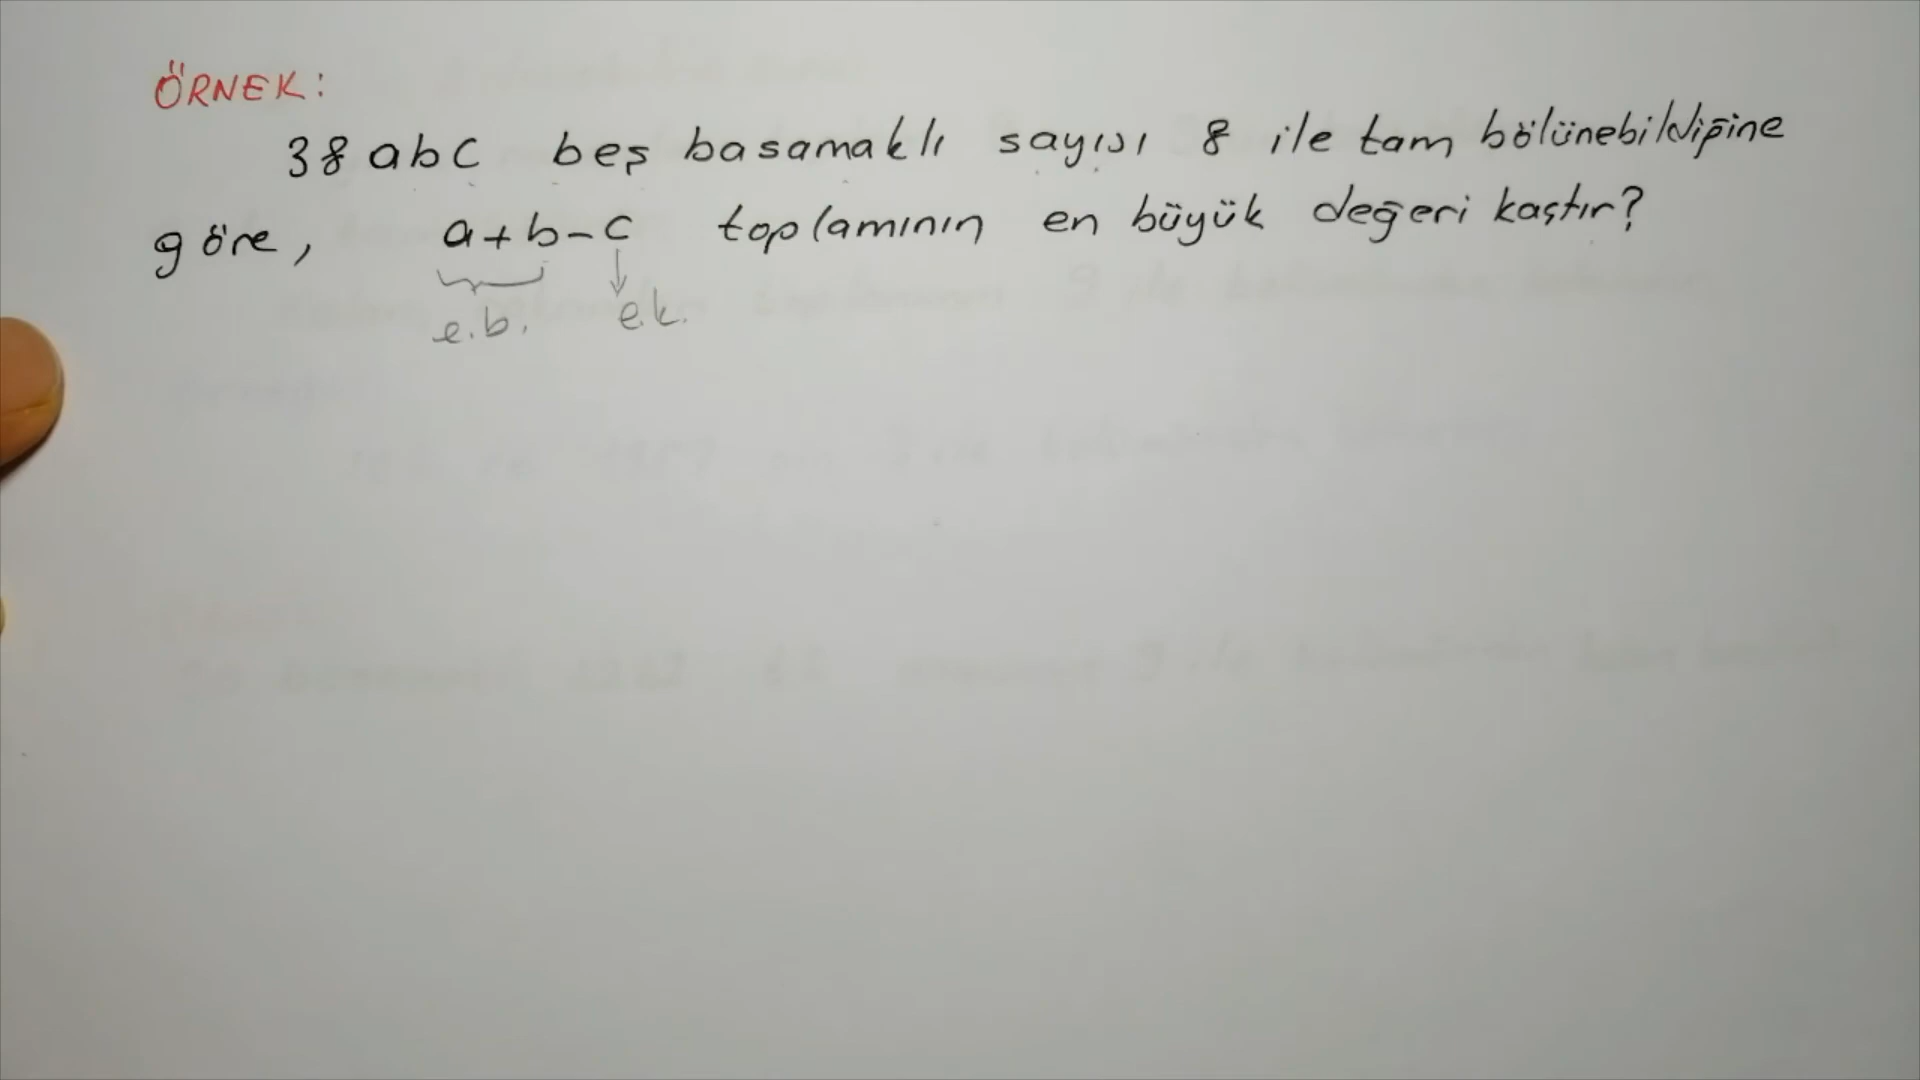 ÖRNEK:
38abc beş basamaklı sayısı 8 ile tam bölünebildiğine
göre, a+b-c toplamının en büyük değeri kaçtır?
e.b. e.k.